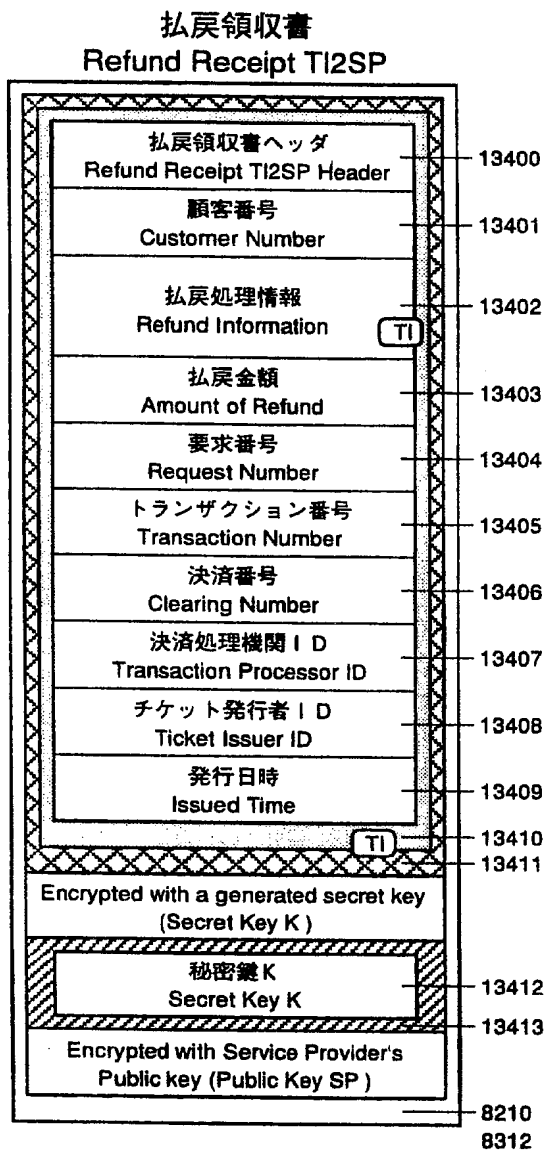 払戻領収書
Refund Receipt TI2SP
払戻領収書ヘッダ
Refund Receipt TI2SP Header
13400
顧客番号
Customer Number
13401
払戻処理情報
Refund Information
TI
13402
払戻金額
Amount of Refund
13403
要求番号
Request Number
13404
トランザクション番号
Transaction Number
13405
決済番号
Clearing Number
13406
決済処理機関ID
Transaction Processor ID
13407
チケット発行者ID
Ticket Issuer ID
13408
発行日時
Issued Time
13409
TI
13410
13411
Encrypted with a generated secret key
(Secret Key K )
秘密鍵K
Secret Key K
13412
13413
Encrypted with Service Provider's
Public key (Public Key SP )
8210
8312